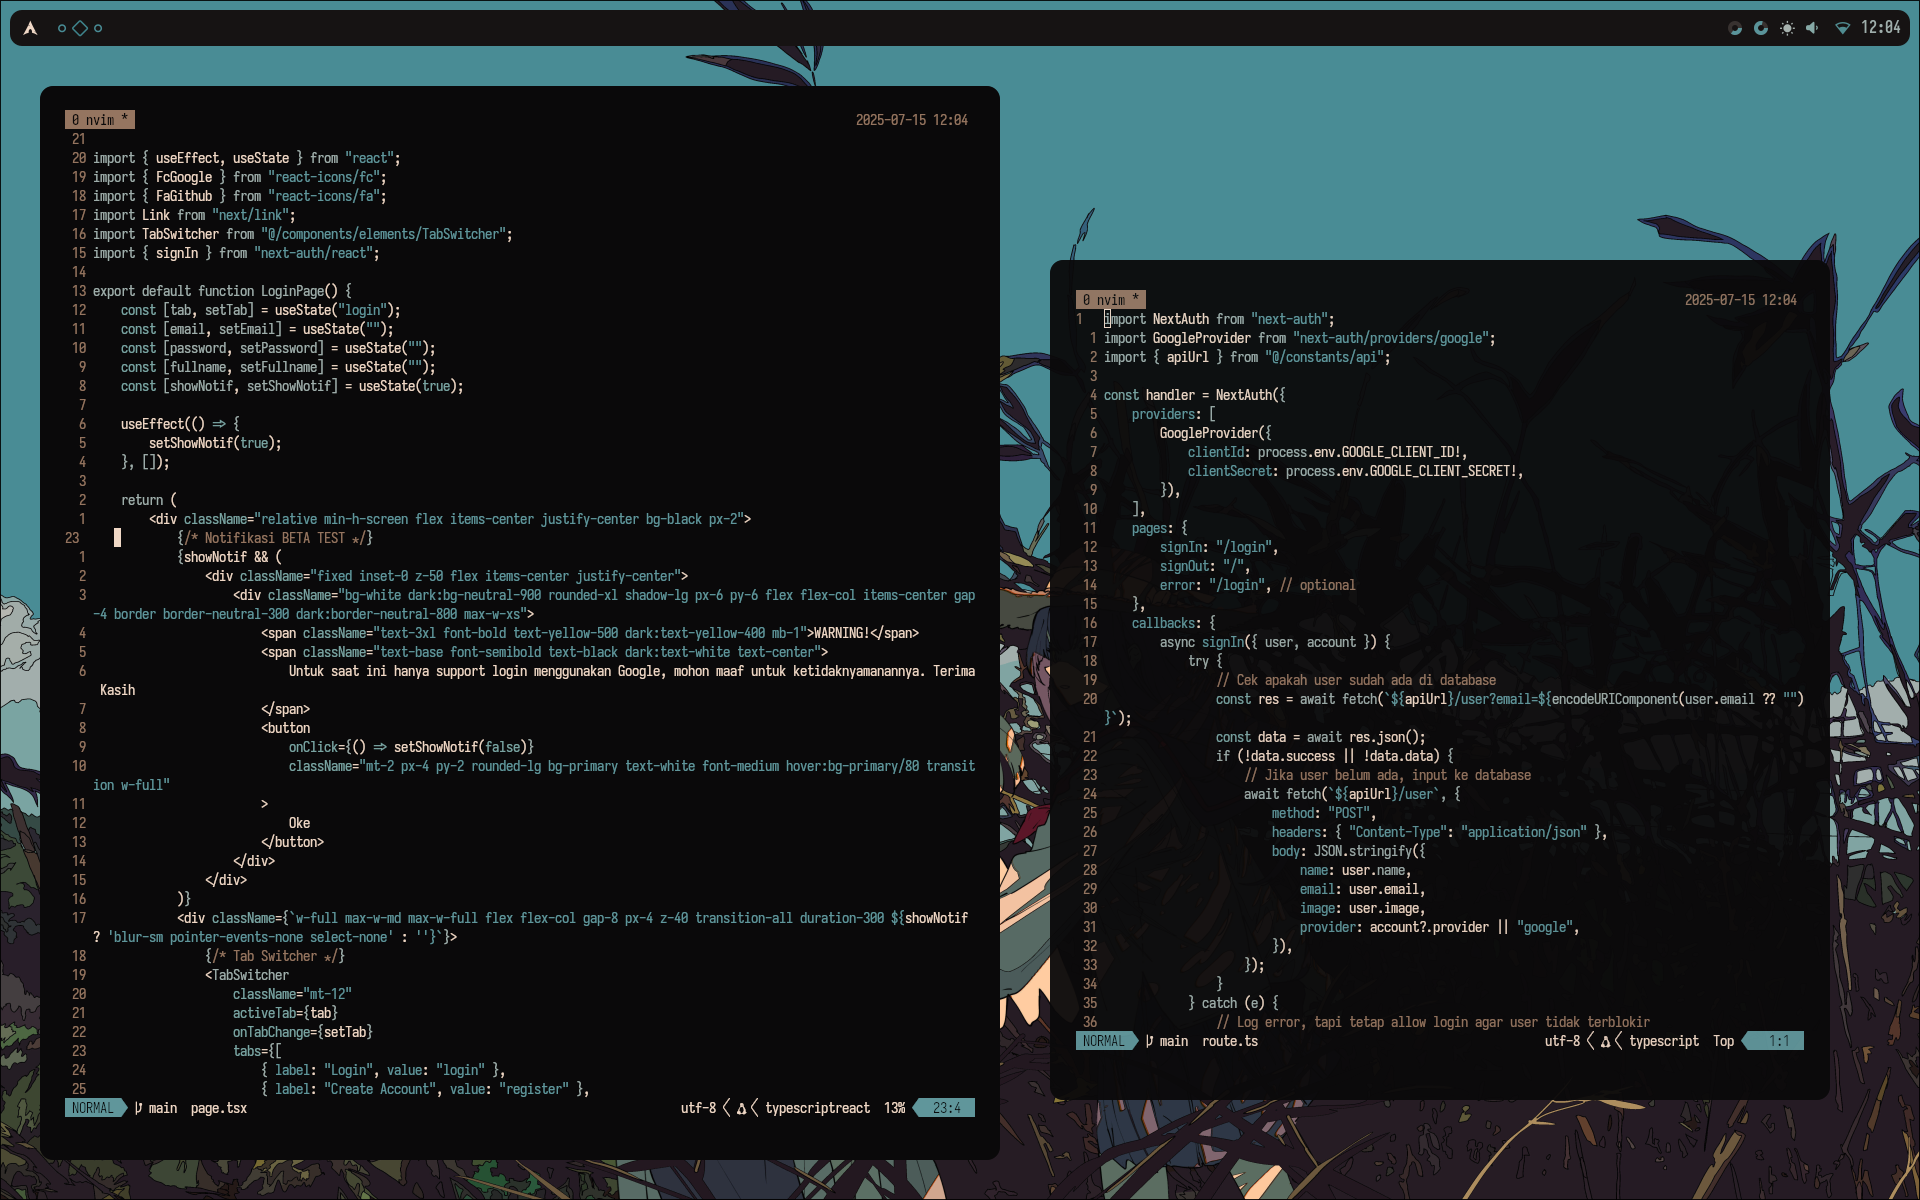 12:04
0 nvim *
2025-07-15 12:04
21
20 import { useEffect, useState } from "react";
19 import { FcGoogle } from "react-icons/fc";
18 import { FaGithub } from "react-icons/fa";
17 import Link from "next/link";
16 import TabSwitcher from "@/components/elements/TabSwitcher";
15 import { signIn } from "next-auth/react";
14
13 export default function LoginPage() {
12     const [tab, setTab] = useState("login");
11     const [email, setEmail] = useState("");
10     const [password, setPassword] = useState("");
9     const [fullname, setFullname] = useState("");
8     const [showNotif, setShowNotif] = useState(true);
7
6     useEffect(() => {
5         setShowNotif(true);
4     }, []);
3
2     return (
1         <div className="relative min-h-screen flex items-center justify-center bg-black px-2">
23             {/* Notifikasi BETA TEST */}
1             {showNotif && (
2                 <div className="fixed inset-0 z-50 flex items-center justify-center">
3                     <div className="bg-white dark:bg-neutral-900 rounded-xl shadow-lg px-6 py-6 flex flex-col items-center gap
-4 border border-neutral-300 dark:border-neutral-800 max-w-xs">
4                         <span className="text-3xl font-bold text-yellow-500 dark:text-yellow-400 mb-1">WARNING!</span>
5                         <span className="text-base font-semibold text-black dark:text-white text-center">
6                             Untuk saat ini hanya support login menggunakan Google, mohon maaf untuk ketidaknyamanannya. Terima
Kasih
7                         </span>
8                         <button
9                             onClick={() => setShowNotif(false)}
10                             className="mt-2 px-4 py-2 rounded-lg bg-primary text-white font-medium hover:bg-primary/80 transit
ion w-full"
11                         >
12                             Oke
13                         </button>
14                     </div>
15                 </div>
16             )}
17             <div className={`w-full max-w-md max-w-full flex flex-col gap-8 px-4 z-40 transition-all duration-300 ${showNotif
? 'blur-sm pointer-events-none select-none' : ''}`}>
18                 {/* Tab Switcher */}
19                 <TabSwitcher
20                     className="mt-12"
21                     activeTab={tab}
22                     onTabChange={setTab}
23                     tabs={[
24                         { label: "Login", value: "login" },
25                         { label: "Create Account", value: "register" },
NORMAL main page.tsx
utf-8 typescriptreact 13% 23:4
0 nvim *
2025-07-15 12:04
1 import NextAuth from "next-auth";
1 import GoogleProvider from "next-auth/providers/google";
2 import { apiUrl } from "@/constants/api";
3
4 const handler = NextAuth({
5     providers: [
6         GoogleProvider({
7             clientId: process.env.GOOGLE_CLIENT_ID!,
8             clientSecret: process.env.GOOGLE_CLIENT_SECRET!,
9         }),
10     ],
11     pages: {
12         signIn: "/login",
13         signOut: "/",
14         error: "/login", // optional
15     },
16     callbacks: {
17         async signIn({ user, account }) {
18             try {
19                 // Cek apakah user sudah ada di database
20                 const res = await fetch(`${apiUrl}/user?email=${encodeURIComponent(user.email ?? "")
}`);
21                 const data = await res.json();
22                 if (!data.success || !data.data) {
23                     // Jika user belum ada, input ke database
24                     await fetch(`${apiUrl}/user`, {
25                         method: "POST",
26                         headers: { "Content-Type": "application/json" },
27                         body: JSON.stringify({
28                             name: user.name,
29                             email: user.email,
30                             image: user.image,
31                             provider: account?.provider || "google",
32                         }),
33                     });
34                 }
35             } catch (e) {
36                 // Log error, tapi tetap allow login agar user tidak terblokir
NORMAL main route.ts
utf-8 typescript Top 1:1